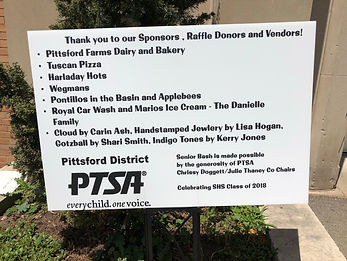 Thank you to our Sponsors , Raffle Donors and Vendors!
• Pittsford Farms Dairy and Bakery
• Tuscan Pizza
• Harladay Hots
• Wegmans
• Pontillos in the Basin and Applebees
• Royal Car Wash and Marios Ice Cream - The Danielle
Family
• Cloud by Carin Ash, Handstamped Jewlery by Lisa Hogan,
Gotzball by Shari Smith, Indigo Tones by Kerry Jones
Pittsford District
PTSA®
everychild.onevoice.
Senior Bash is made possible
by the generosity of PTSA
Chrissy Doggett/Julie Thaney Co Chairs
Celebrating SHS Class of 2018